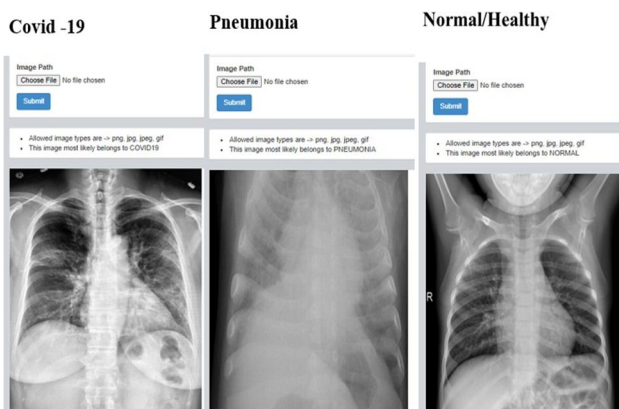 Covid -19
Image Path
Choose File No file chosen
Submit
Allowed image types are -> png, jpg, jpeg, gif
This image most likely belongs to COVID19
Pneumonia
Image Path
Choose File No file chosen
Submit
Allowed image types are -> png, jpg, jpeg, gif
This image most likely belongs to PNEUMONIA
Normal/Healthy
Image Path
Choose File No file chosen
Submit
Allowed image types are -> png, jpg, jpeg, gif
This image most likely belongs to NORMAL
R